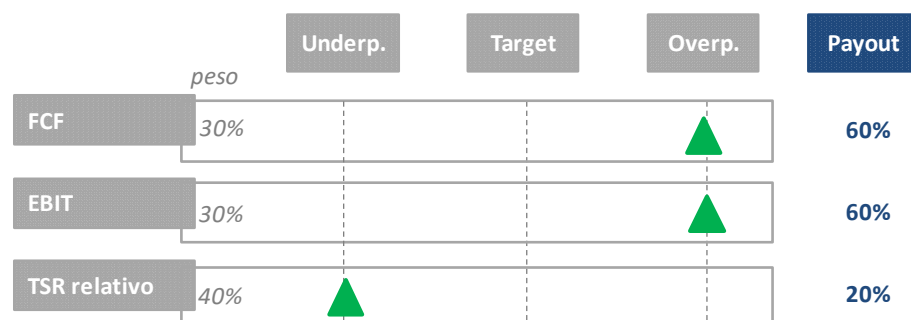 Underp. Target Overp. Payout
peso
FCF 30% 60%
EBIT 30% 60%
TSR relativo 40% 20%